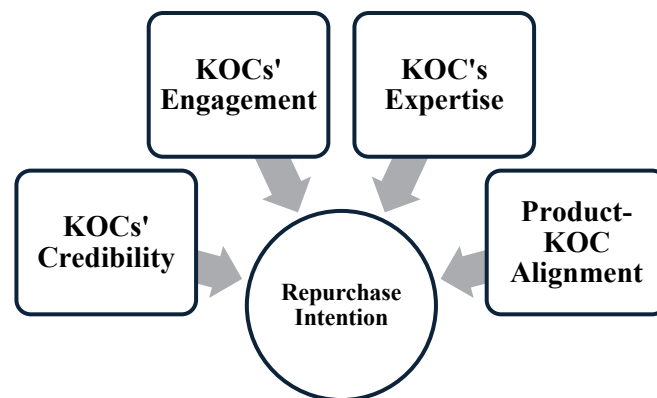 KOCs'
Engagement
KOC's
Expertise
KOCs'
Credibility
Product-
KOC
Alignment
Repurchase
Intention